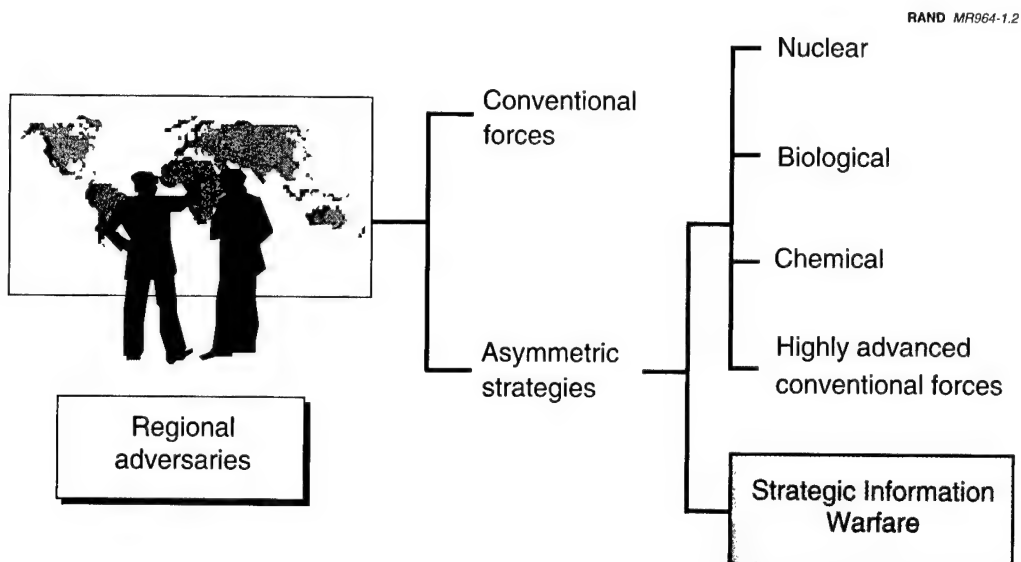 RAND MR964-1.2
Nuclear
Conventional
forces
Biological
Chemical
Asymmetric
strategies
Highly advanced
conventional forces
Regional
adversaries
Strategic Information
Warfare